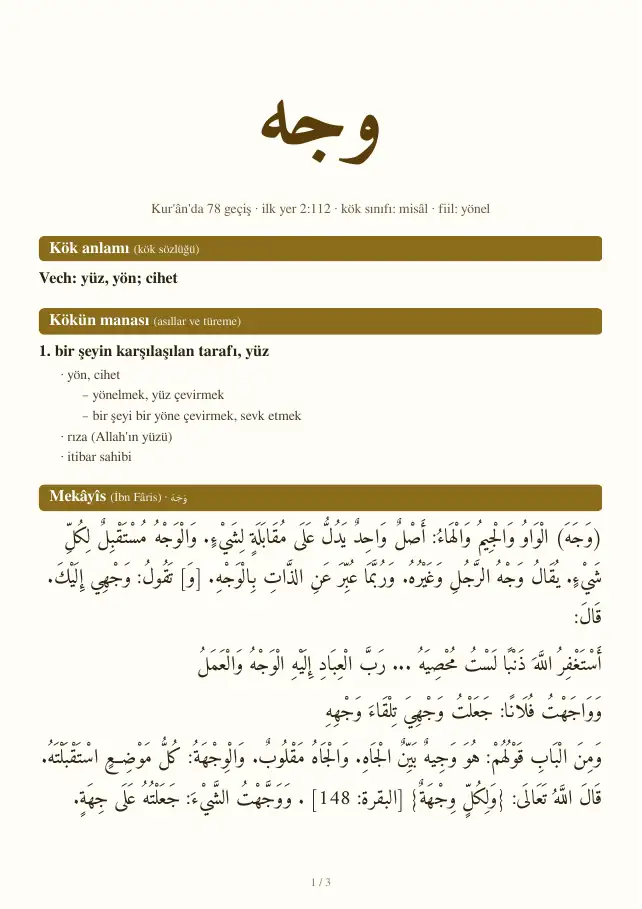 وجه
Kur'ân'da 78 geçiş · ilk yer 2:112 · kök sınıfı: misâl · fiil: yönel
Kök anlamı (kök sözlüğü)
Vech: yüz, yön; cihet
Kökün manası (asıllar ve türeme)
1. bir şeyin karşılaşılan tarafı, yüz
· yön, cihet
– yönelmek, yüz çevirmek
– bir şeyi bir yöne çevirmek, sevk etmek
· rıza (Allah'ın yüzü)
· itibar sahibi
Mekâyîs (İbn Fâris) · وَجَهَ
(وَجَهَ) الْوَاوُ وَالْجِيمُ وَالْهَاءُ: أَصْلٌ وَاحِدٌ يَدُلُّ عَلَى مُقَابَلَةٍ لِشَيْءٍ. وَالْوَجْهُ مُسْتَقْبِلٌ لِكُلِّ
شَيْءٍ. يُقَالُ وَجْهُ الرَّجُلِ وَغَيْرُهُ. وَرُبَّمَا عُبِّرَ عَنِ الذَّاتِ بِالْوَجْهِ. [وَ] تَقُولُ: وَجْهِي إِلَيْكَ.
قَالَ:
أَسْتَغْفِرُ اللَّهَ ذَنْبًا لَسْتُ مُحْصِيَهُ ... رَبَّ الْعِبَادِ إِلَيْهِ الْوَجْهُ وَالْعَمَلُ
وَوَاجَهْتُ فُلَانًا: جَعَلْتُ وَجْهِيَ تِلْقَاءَ وَجْهِهِ
وَمِنَ الْبَابِ قَوْلُهُمْ: هُوَ وَجِيهٌ بَيِّنُ الْجَاهِ. وَالْجَاهُ مَقْلُوبٌ. وَالْوِجْهَةُ: كُلُّ مَوْضِعٍ اسْتَقْبَلْتَهُ.
قَالَ اللَّهُ تَعَالَى: {وَلِكُلٍّ وِجْهَةٌ} [البقرة: 148] . وَوَجَّهْتُ الشَّيْءَ: جَعَلْتُهُ عَلَى جِهَةٍ.
1 / 3